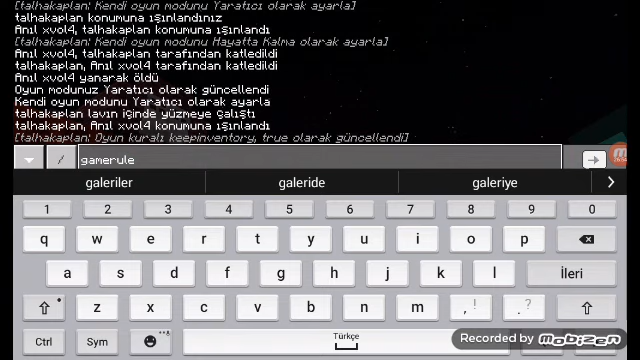 [talhakaplan: Kendi oyun modunu Yaratıcı olarak ayarla]
talhakaplan konumuna ışınlandınız
Anıl xvol4, talhakaplan konumuna ışınlandı
[talhakaplan: Kendi oyun modunu Hayatta Kalma olarak ayarla]
Anıl xvol4, talhakaplan tarafından katledildi
talhakaplan, Anıl xvol4 tarafından katledildi
Anıl xvol4 yanarak öldü
Oyun modunuz Yaratıcı olarak güncellendi
Kendi oyun modunu Yaratıcı olarak ayarla
talhakaplan lavın içinde yüzmeye çalıştı
talhakaplan, Anıl xvol4 konumuna ışınlandı
[talhakaplan: Oyun kuralı keepinventory, true olarak güncellendi]
/ gamerule
galeriler galeride galeriye
1 2 3 4 5 6 7 8 9 0
q w e r t y u i o p
a s d f g h j k l İleri
z x c v b n m , ! . ?
Ctrl Sym Türkçe
Recorded by mobizen